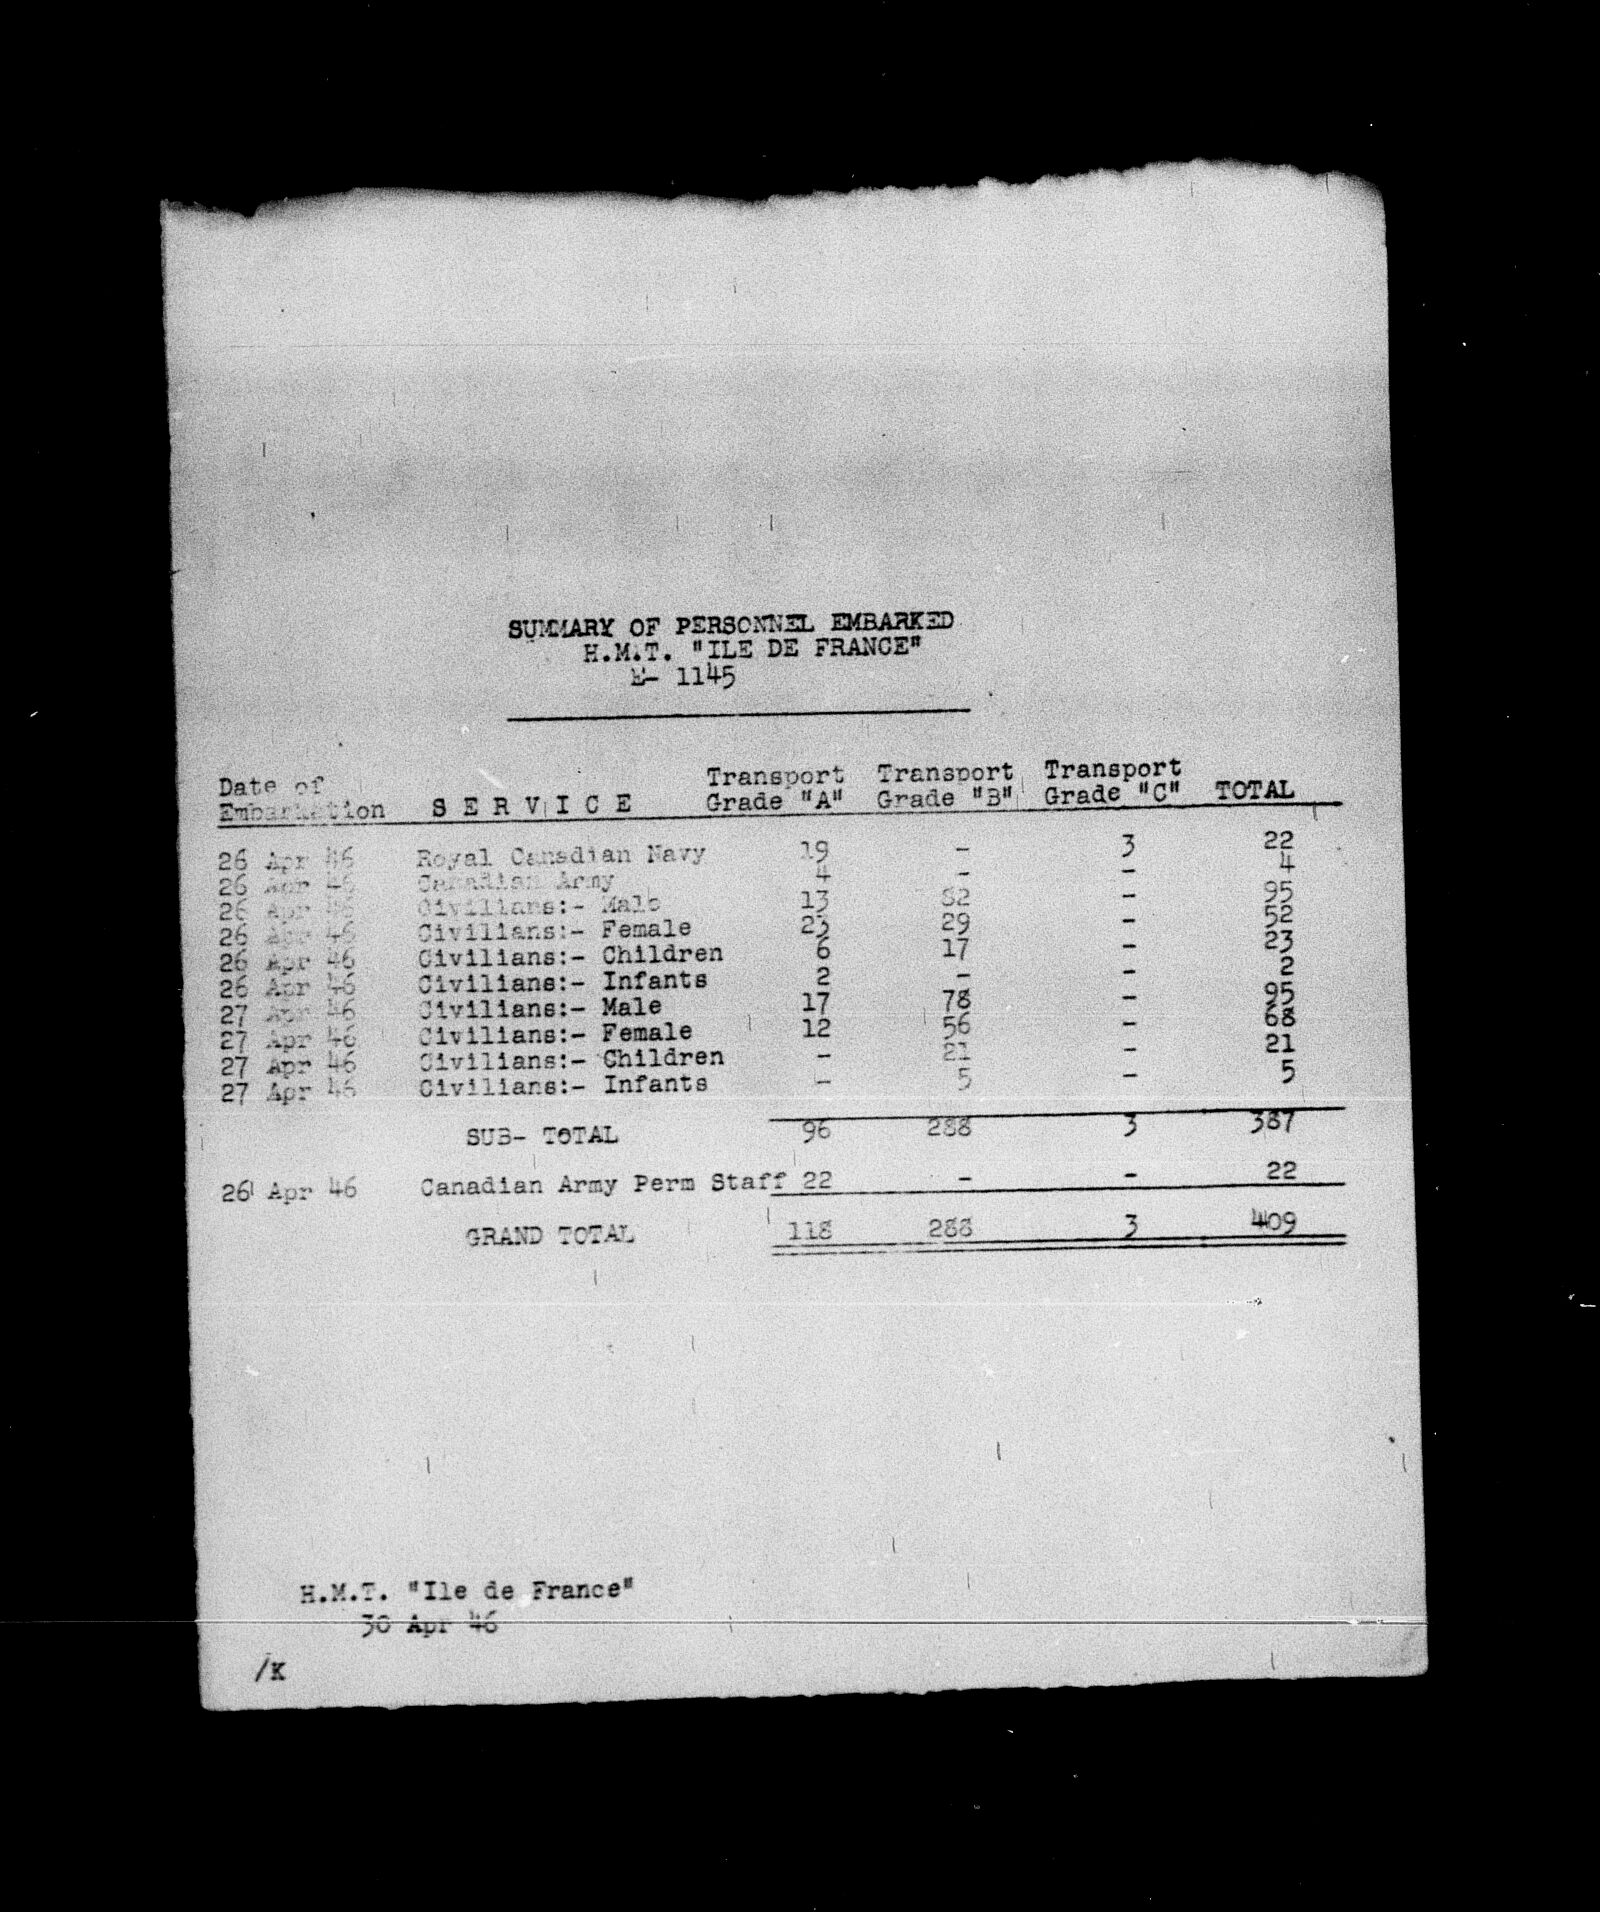 SUMMARY OF PERSONNEL EMBARKED
H.M.T. "ILE DE FRANCE"
E- 1145
Date of Embarkation S E R V I C E Transport Grade "A" Transport Grade "B" Transport Grade "C" TOTAL
26 Apr 46 Royal Canadian Navy 19 - 3 22
26 Apr 46 Canadian Army 4 - - 4
26 Apr 46 Civilians:- Male 13 82 - 95
26 Apr 46 Civilians:- Female 23 29 - 52
26 Apr 46 Civilians:- Children 6 17 - 23
26 Apr 46 Civilians:- Infants 2 - - 2
27 Apr 46 Civilians:- Male 17 78 - 95
27 Apr 46 Civilians:- Female 12 56 - 68
27 Apr 46 Civilians:- Children - 21 - 21
27 Apr 46 Civilians:- Infants - 5 - 5
SUB- TOTAL 96 288 3 387
26 Apr 46 Canadian Army Perm Staff 22 - - 22
GRAND TOTAL 118 288 3 409
H.M.T. "Ile de France"
30 Apr 46
/K